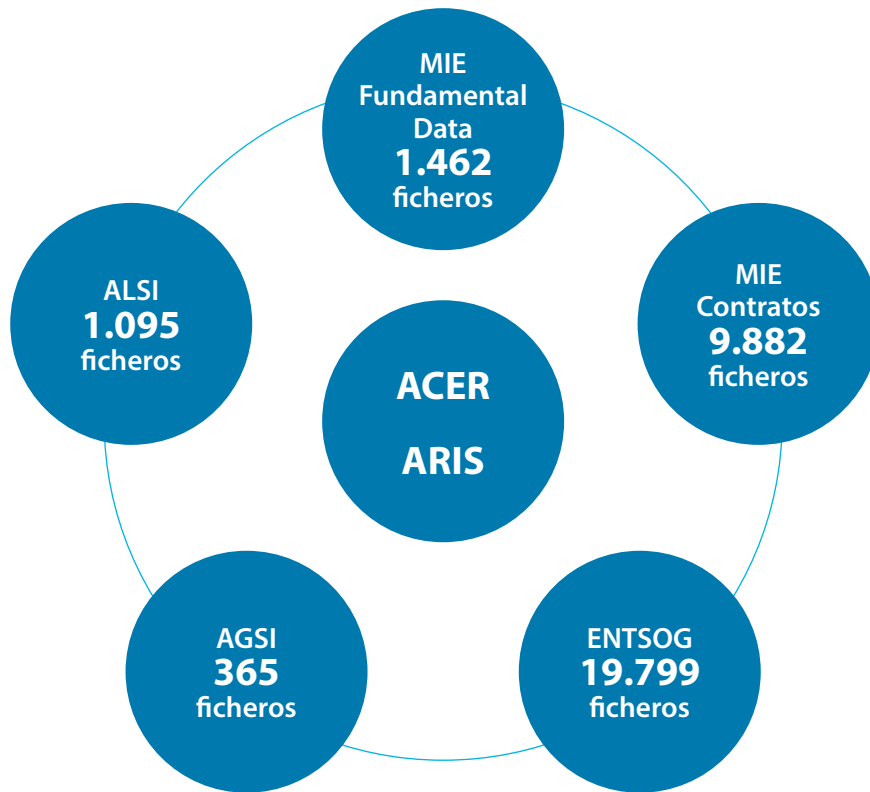 MIE
Fundamental
Data
1.462
ficheros
ALSI
1.095
ficheros
MIE
Contratos
9.882
ficheros
ACER
ARIS
AGSI
365
ficheros
ENTSOG
19.799
ficheros